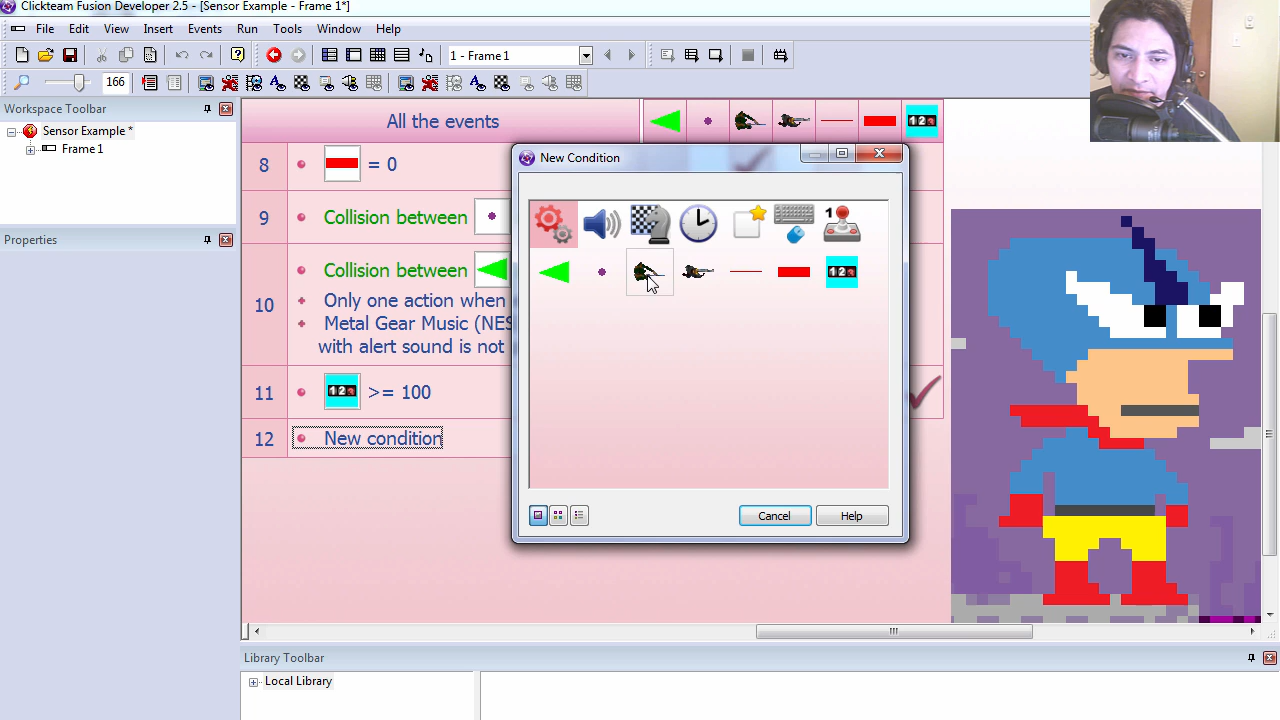 Clickteam Fusion Developer 2.5 - [Sensor Example - Frame 1*]
File Edit View Insert Events Run Tools Window Help
1 - Frame 1
166
Workspace Toolbar
Sensor Example *
Frame 1
Properties
All the events
8 = 0
9 Collision between
10 Collision between
Only one action when
Metal Gear Music (NES
with alert sound is not
11 123 >= 100
12 New condition
New Condition
1
123
Cancel Help
Library Toolbar
Local Library